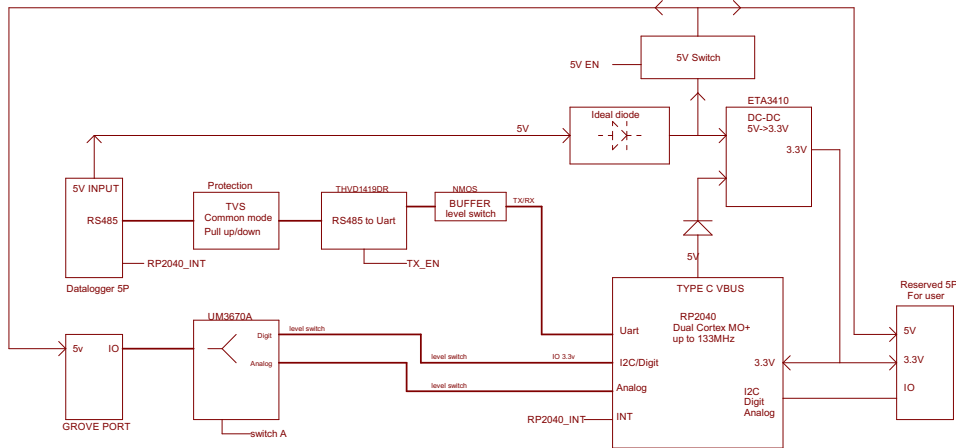 5V Switch
5V EN
ETA3410
Ideal diode
DC-DC
5V->3.3V
3.3V
5V
5V INPUT
RS485
RP2040_INT
Datalogger 5P
Protection
TVS
Common mode
Pull up/down
THVD1419DR
RS485 to Uart
TX_EN
NMOS
BUFFER
level switch
TX/RX
5V
TYPE C VBUS
RP2040
Dual Cortex MO+
up to 133MHz
Uart
I2C/Digit
Analog
INT
RP2040_INT
3.3V
I2C
Digit
Analog
Reserved 5P
For user
5V
3.3V
IO
UM3670A
Digit
Analog
level switch
level switch
IO 3.3v
level switch
switch A
5v
IO
GROVE PORT